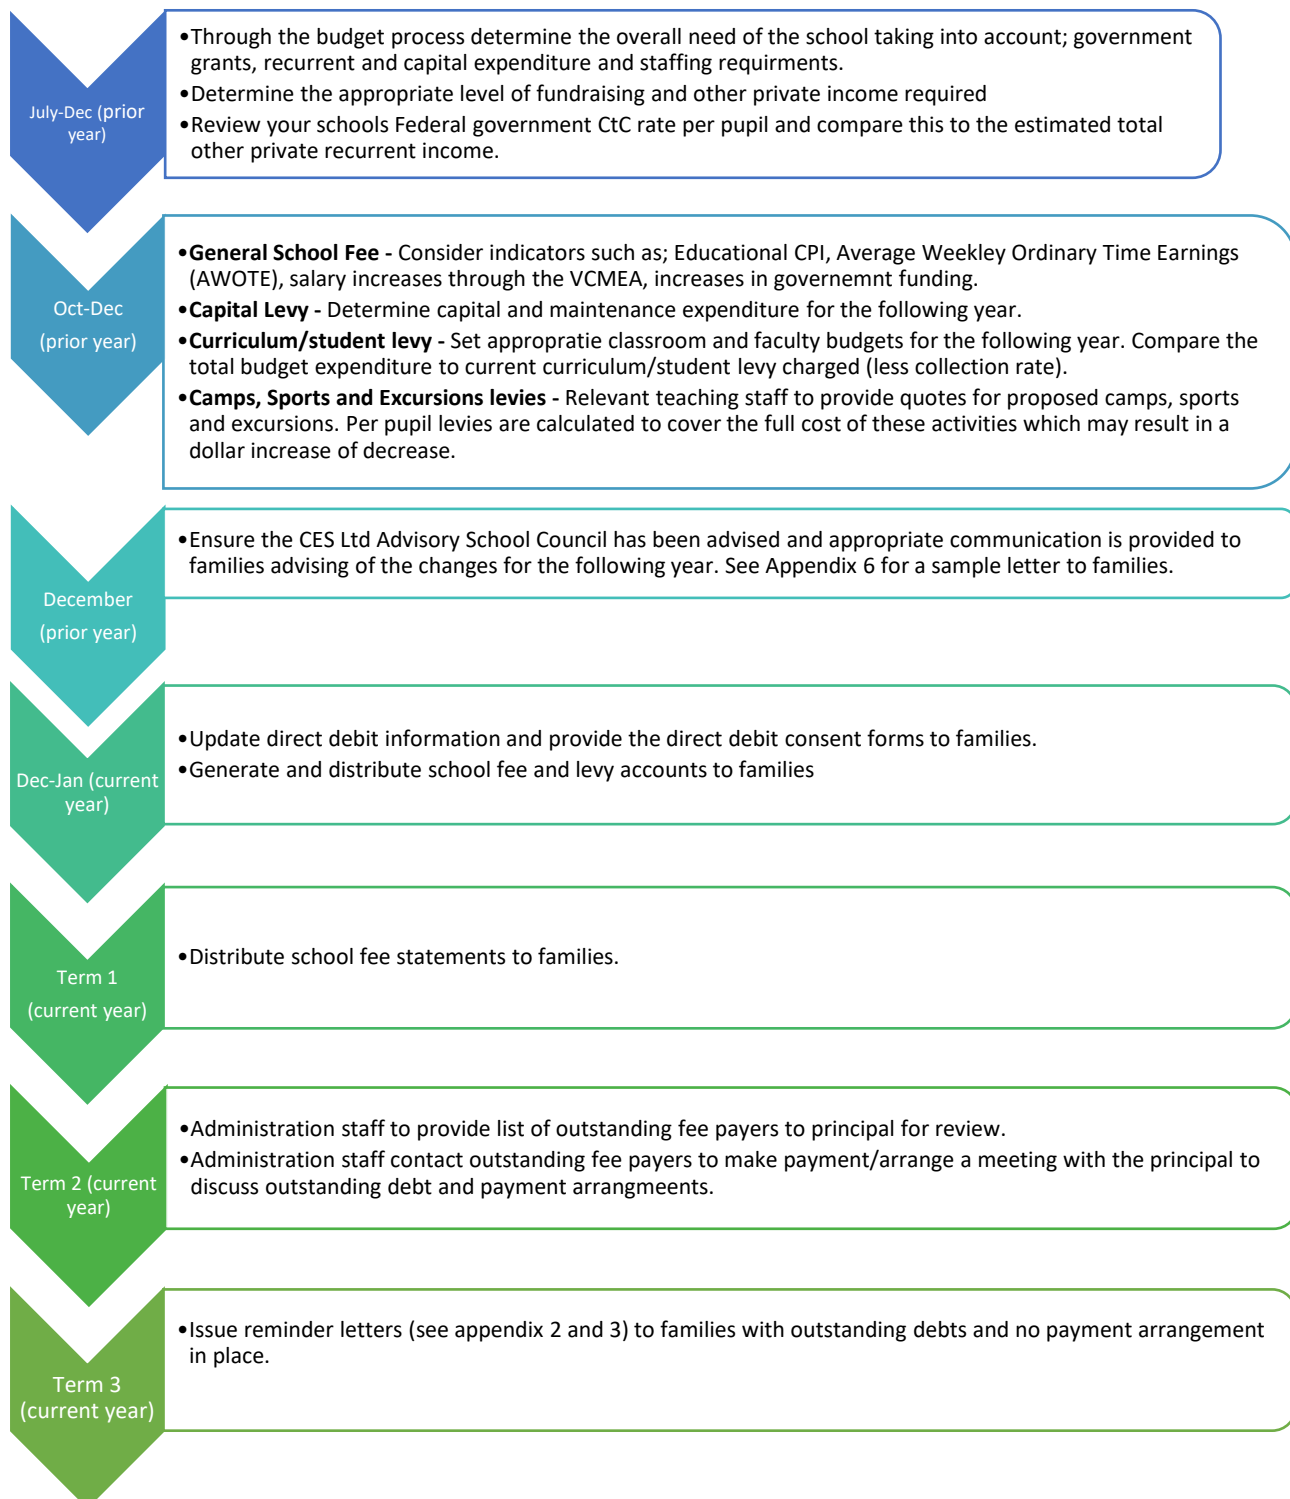 July-Dec (prior
year)
•Through the budget process determine the overall need of the school taking into account; government
grants, recurrent and capital expenditure and staffing requirments.
•Determine the appropriate level of fundraising and other private income required
•Review your schools Federal government CtC rate per pupil and compare this to the estimated total
other private recurrent income.
Oct-Dec
(prior year)
•General School Fee - Consider indicators such as; Educational CPI, Average Weekley Ordinary Time Earnings
(AWOTE), salary increases through the VCMEA, increases in governemnt funding.
•Capital Levy - Determine capital and maintenance expenditure for the following year.
•Curriculum/student levy - Set appropratie classroom and faculty budgets for the following year. Compare the
total budget expenditure to current curriculum/student levy charged (less collection rate).
•Camps, Sports and Excursions levies - Relevant teaching staff to provide quotes for proposed camps, sports
and excursions. Per pupil levies are calculated to cover the full cost of these activities which may result in a
dollar increase of decrease.
December
(prior year)
•Ensure the CES Ltd Advisory School Council has been advised and appropriate communication is provided to
families advising of the changes for the following year. See Appendix 6 for a sample letter to families.
Dec-Jan (current
year)
•Update direct debit information and provide the direct debit consent forms to families.
•Generate and distribute school fee and levy accounts to families
Term 1
(current year)
•Distribute school fee statements to families.
Term 2 (current
year)
•Administration staff to provide list of outstanding fee payers to principal for review.
•Administration staff contact outstanding fee payers to make payment/arrange a meeting with the principal to
discuss outstanding debt and payment arrangmeents.
Term 3
(current year)
•Issue reminder letters (see appendix 2 and 3) to families with outstanding debts and no payment arrangement
in place.